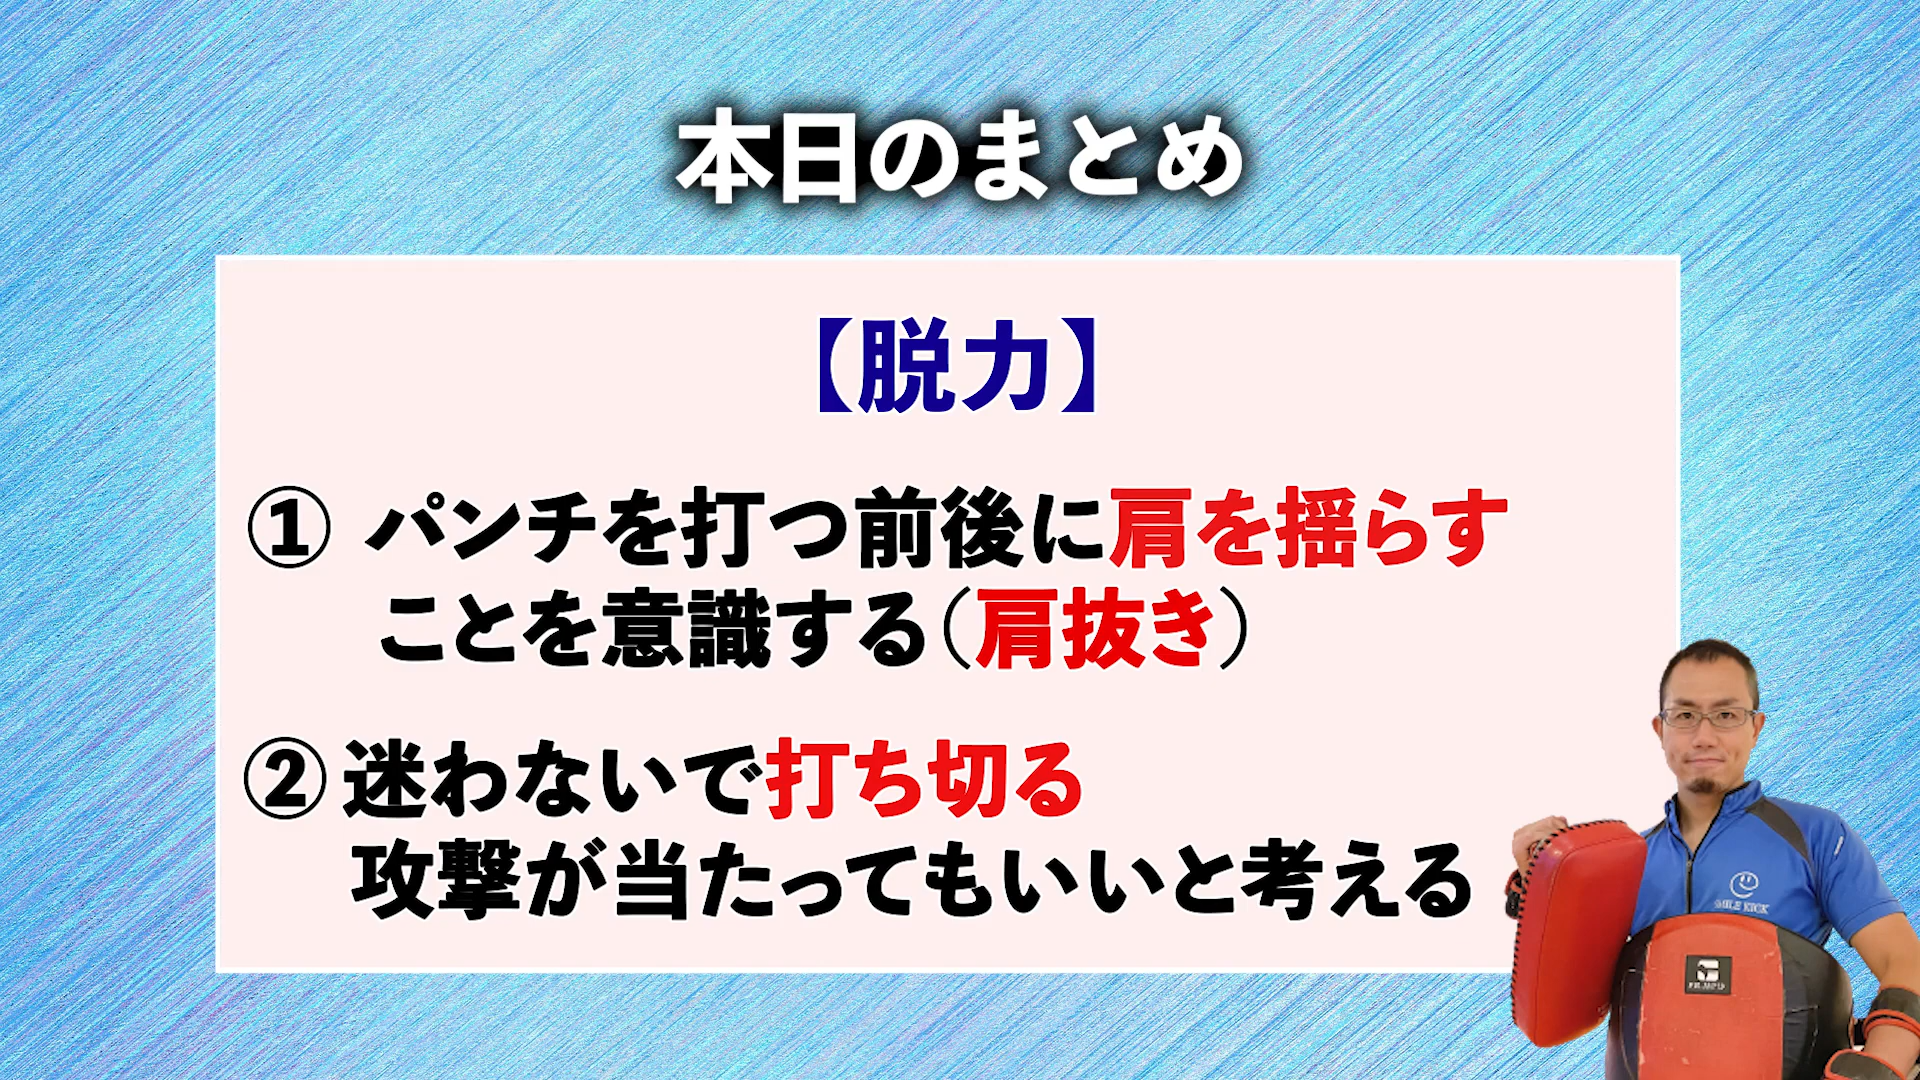 本日のまとめ
【脱力】
① パンチを打つ前後に肩を揺らす
ことを意識する(肩抜き)
② 迷わないで打ち切る
攻撃が当たってもいいと考える
SMILE KICK